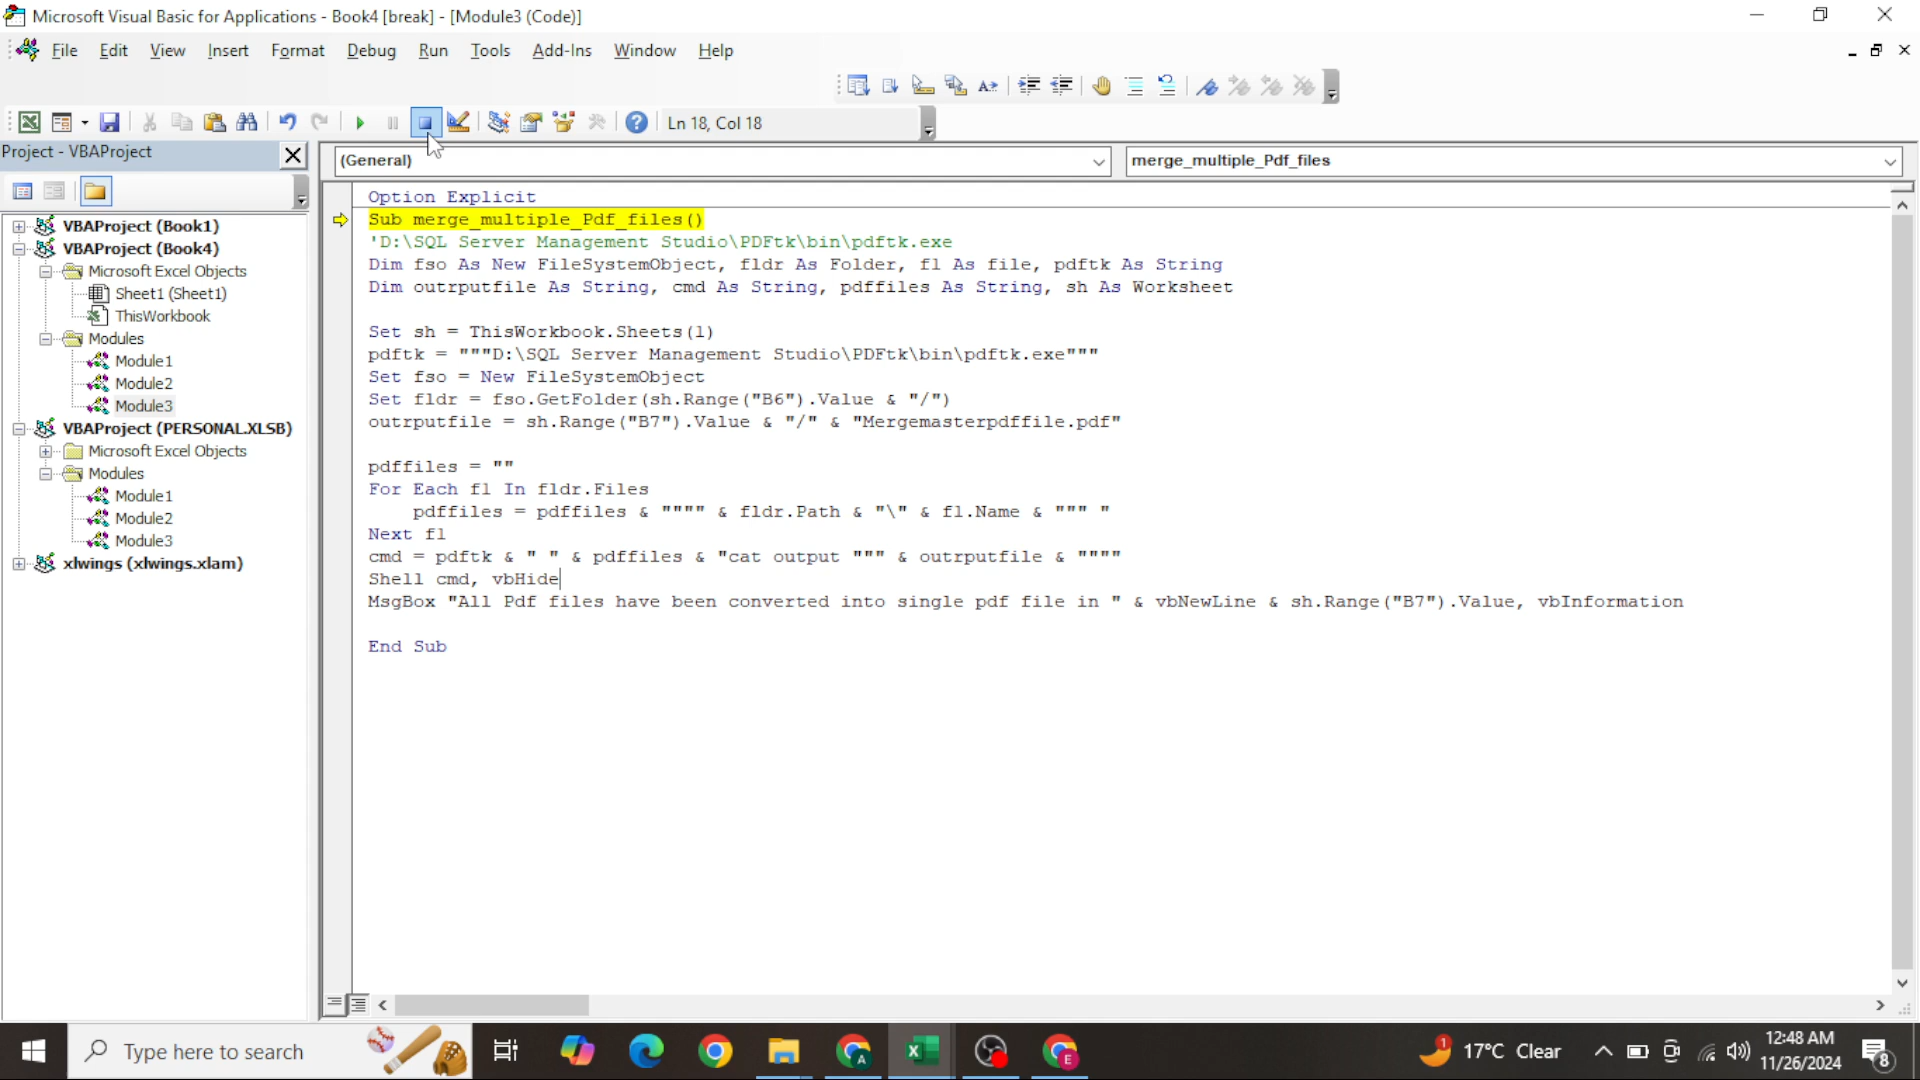 Microsoft Visual Basic for Applications - Book4 [break] - [Module3 (Code)]
File Edit View Insert Format Debug Run Tools Add-Ins Window Help
Ln 18, Col 18
Project - VBAProject
(General)
merge_multiple_Pdf_files
VBAProject (Book1)
VBAProject (Book4)
Microsoft Excel Objects
Sheet1 (Sheet1)
ThisWorkbook
Modules
Module1
Module2
Module3
VBAProject (PERSONAL.XLSB)
Microsoft Excel Objects
Modules
Module1
Module2
Module3
xlwings (xlwings.xlam)
Option Explicit
Sub merge_multiple_Pdf_files()
'D:\SQL Server Management Studio\PDFtk\bin\pdftk.exe
Dim fso As New FileSystemObject, fldr As Folder, fl As file, pdftk As String
Dim outrputfile As String, cmd As String, pdffiles As String, sh As Worksheet
Set sh = ThisWorkbook.Sheets(1)
pdftk = """D:\SQL Server Management Studio\PDFtk\bin\pdftk.exe"""
Set fso = New FileSystemObject
Set fldr = fso.GetFolder(sh.Range("B6").Value & "/")
outrputfile = sh.Range("B7").Value & "/" & "Mergemasterpdffile.pdf"
pdffiles = ""
For Each fl In fldr.Files
pdffiles = pdffiles & """" & fldr.Path & "\" & fl.Name & """ "
Next fl
cmd = pdftk & " " & pdffiles & "cat output """ & outrputfile & """"
Shell cmd, vbHide
MsgBox "All Pdf files have been converted into single pdf file in " & vbNewLine & sh.Range("B7").Value, vbInformation
End Sub
Type here to search
1
17°C Clear
12:48 AM
11/26/2024
8